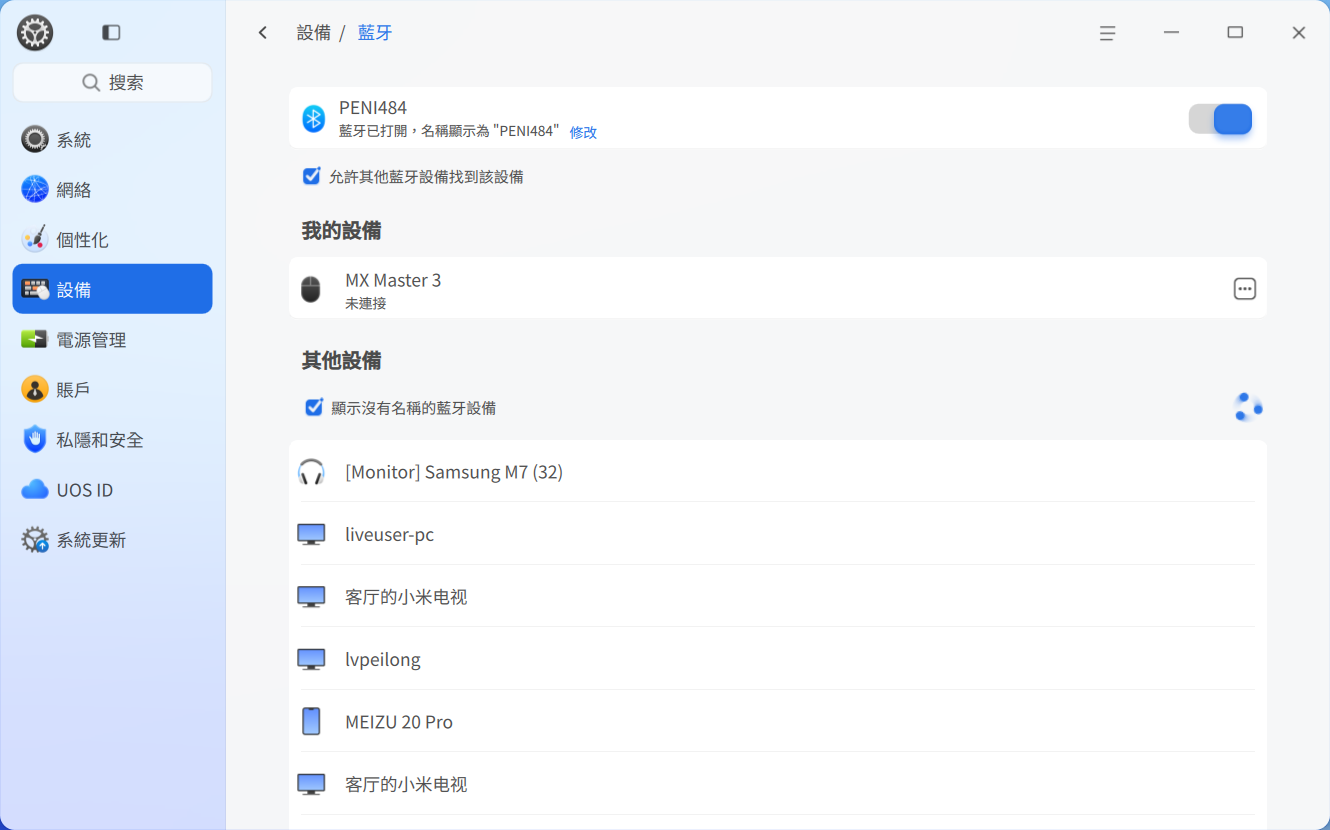 設備 / 藍牙
搜索
系統
網絡
個性化
設備
電源管理
賬戶
私隱和安全
UOS ID
系統更新
PENI484
藍牙已打開，名稱顯示為 "PENI484" 修改
允許其他藍牙設備找到該設備
我的設備
MX Master 3
未連接
其他設備
顯示沒有名稱的藍牙設備
[Monitor] Samsung M7 (32)
liveuser-pc
客厅的小米电视
lvpeilong
MEIZU 20 Pro
客厅的小米电视